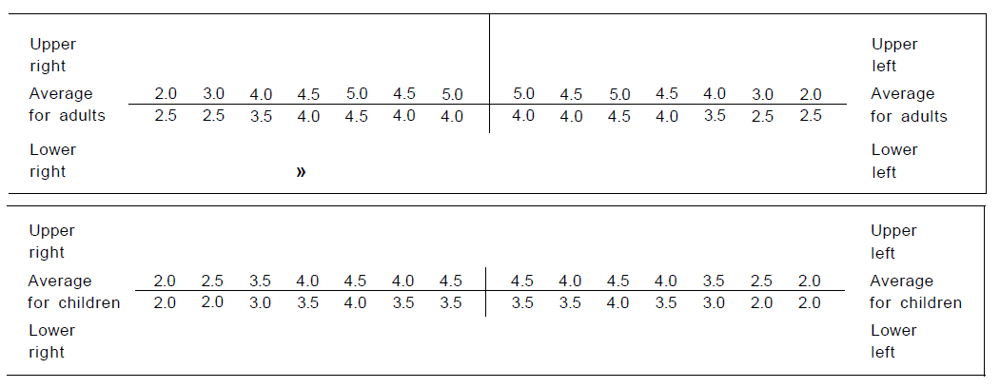 Upper Upper
right left
Average 2.0 3.0 4.0 4.5 5.0 4.5 5.0 5.0 4.5 5.0 4.5 4.0 3.0 2.0 Average
for adults 2.5 2.5 3.5 4.0 4.5 4.0 4.0 4.0 4.0 4.5 4.0 3.5 2.5 2.5 for adults
Lower Lower
right » left
Upper Upper
right left
Average 2.0 2.5 3.5 4.0 4.5 4.0 4.5 4.5 4.0 4.5 4.0 3.5 2.5 2.0 Average
for children 2.0 2.0 3.0 3.5 4.0 3.5 3.5 3.5 3.5 4.0 3.5 3.0 2.0 2.0 for children
Lower Lower
right left